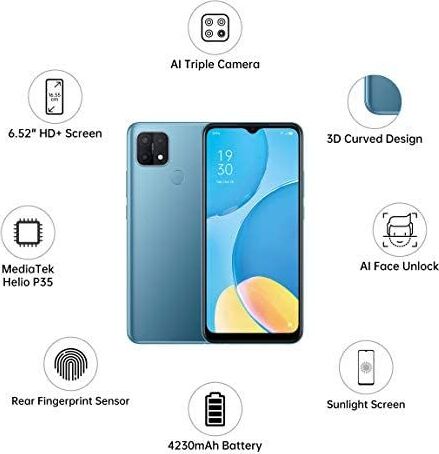 AI Triple Camera
6.52" HD+ Screen
16.55
cm
3D Curved Design
19
30
MediaTek
Helio P35
AI Face Unlock
Rear Fingerprint Sensor
Sunlight Screen
4230mAh Battery